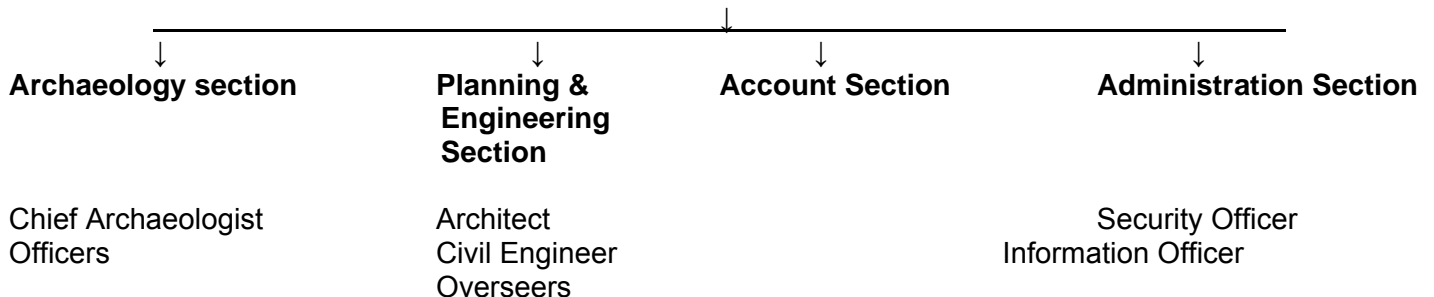 ↓
↓ ↓ ↓ ↓
Archaeology section Planning & Account Section Administration Section
Engineering
Section
Chief Archaeologist Architect Security Officer
Officers Civil Engineer Information Officer
Overseers